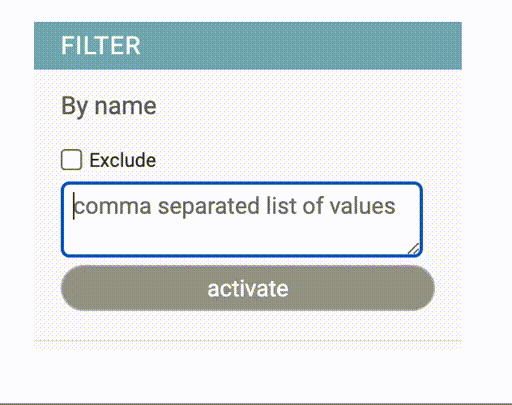 FILTER
By name
Exclude
comma separated list of values
activate